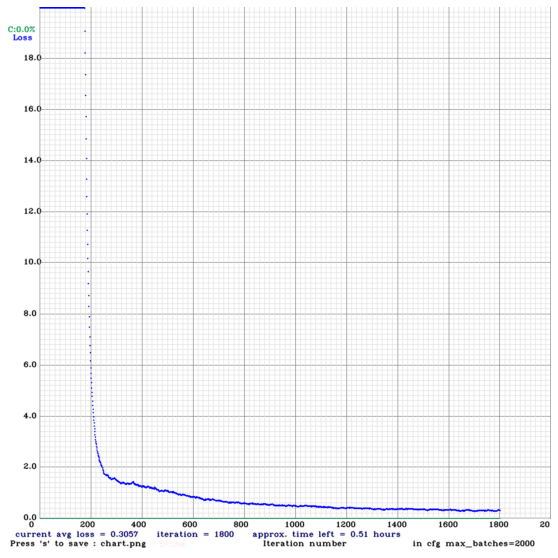 C:0.0%
Loss
18.0
16.0
14.0
12.0
10.0
8.0
6.0
4.0
2.0
0.0
0 200 400 600 800 1000 1200 1400 1600 1800
current avg loss = 0.3057 iteration = 1800 approx. time left = 0.51 hours
Press 's' to save : chart.png Iteration number in cfg max_batches=2000